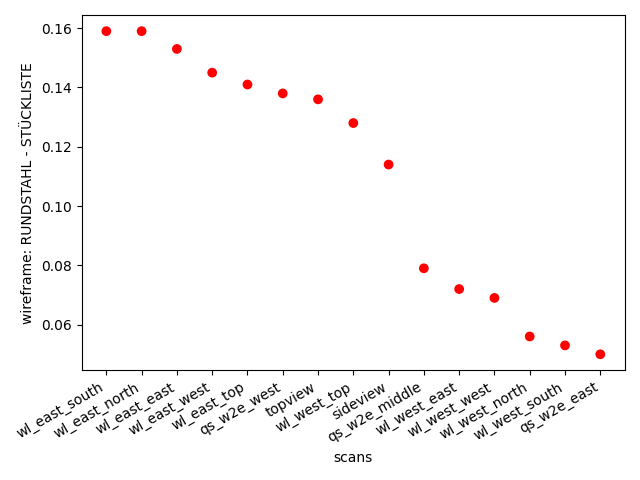 0.16
0.14
0.12
0.10
0.08
0.06
wireframe: RUNDSTAHL - STÜCKLISTE
wl_east_south
wl_east_north
wl_east_east
wl_east_west
wl_east_top
qs_w2e_west
topview
wl_west_top
sideview
qs_w2e_middle
wl_west_east
wl_west_west
wl_west_north
wl_west_south
qs_w2e_east
scans